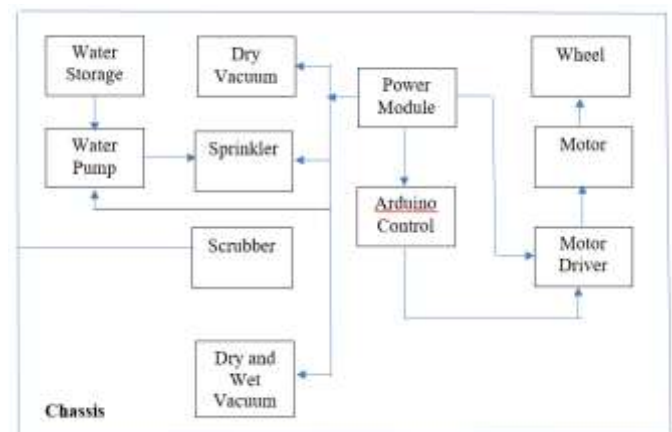 Water
Storage
Dry
Vacuum
Power
Module
Wheel
Water
Pump
Sprinkler
Motor
Arduino
Control
Scrubber
Motor
Driver
Dry and
Wet
Vacuum
Chassis